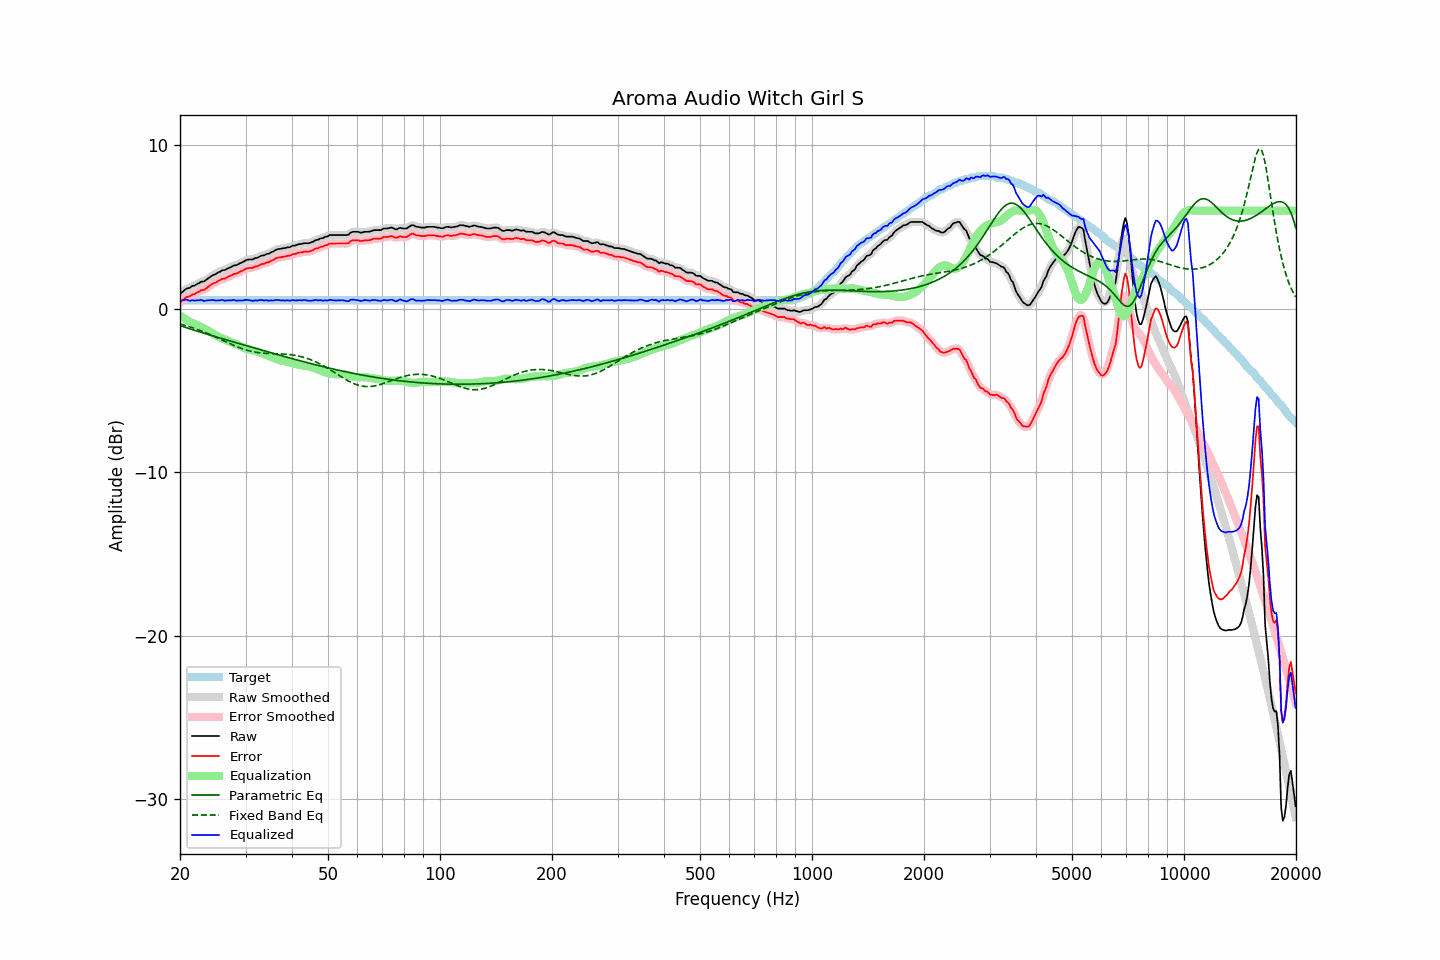 Aroma Audio Witch Girl S
Amplitude (dBr)
10
0
−10
−20
−30
Target
Raw Smoothed
Error Smoothed
Raw
Error
Equalization
Parametric Eq
Fixed Band Eq
Equalized
20 50 100 200 500 1000 2000 5000 10000 20000
Frequency (Hz)